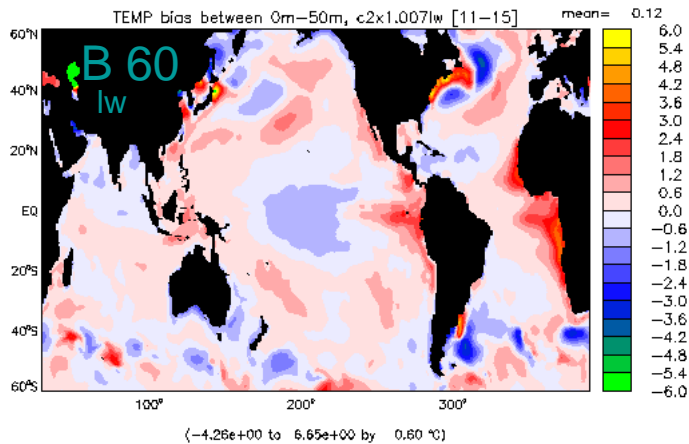 TEMP bias between 0m−50m, c2x1.007lw [11−15]
mean= 0.12
B 60
lw
60°N
40°N
20°N
EQ
20°S
40°S
60°S
100°
200°
300°
6.0
5.4
4.8
4.2
3.6
3.0
2.4
1.8
1.2
0.6
0.0
−0.6
−1.2
−1.8
−2.4
−3.0
−3.6
−4.2
−4.8
−5.4
−6.0
(−4.26e+00 to 6.65e+00 by 0.60 °C)